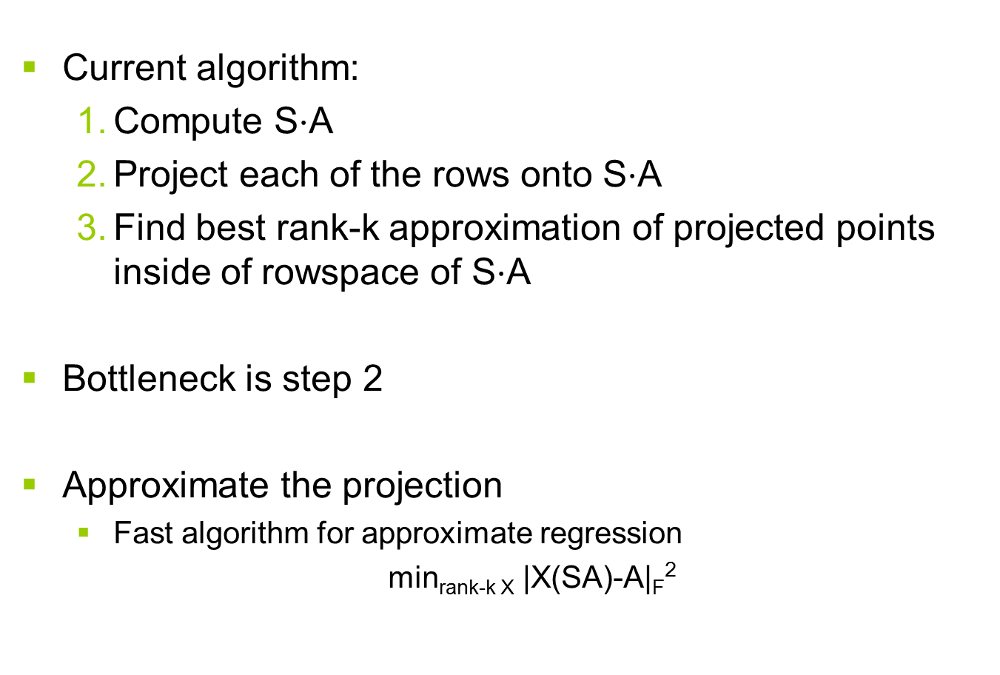 ▪ Current algorithm:
1. Compute S·A
2. Project each of the rows onto S·A
3. Find best rank-k approximation of projected points
inside of rowspace of S·A
▪ Bottleneck is step 2
▪ Approximate the projection
▪ Fast algorithm for approximate regression
min_{rank-k X} |X(SA)-A|_F^2